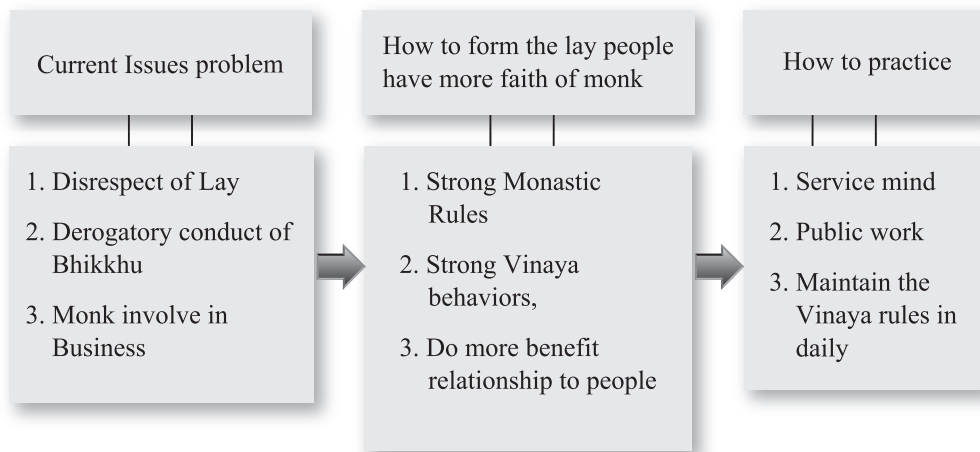 Current Issues problem
1. Disrespect of Lay
2. Derogatory conduct of
Bhikkhu
3. Monk involve in
Business
How to form the lay people
have more faith of monk
1. Strong Monastic
Rules
2. Strong Vinaya
behaviors,
3. Do more benefit
relationship to people
How to practice
1. Service mind
2. Public work
3. Maintain the
Vinaya rules in
daily